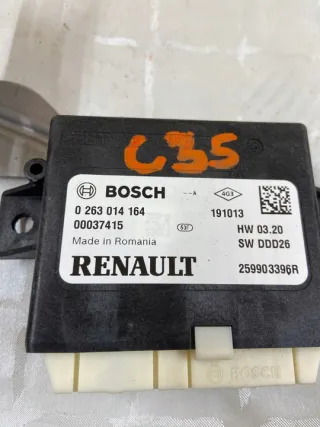 C35
BOSCH --A 4G3
0 263 014 164 191013
00037415 HW 03.20
Made in Romania SW DDD26
RENAULT 259903396R
BOSCH